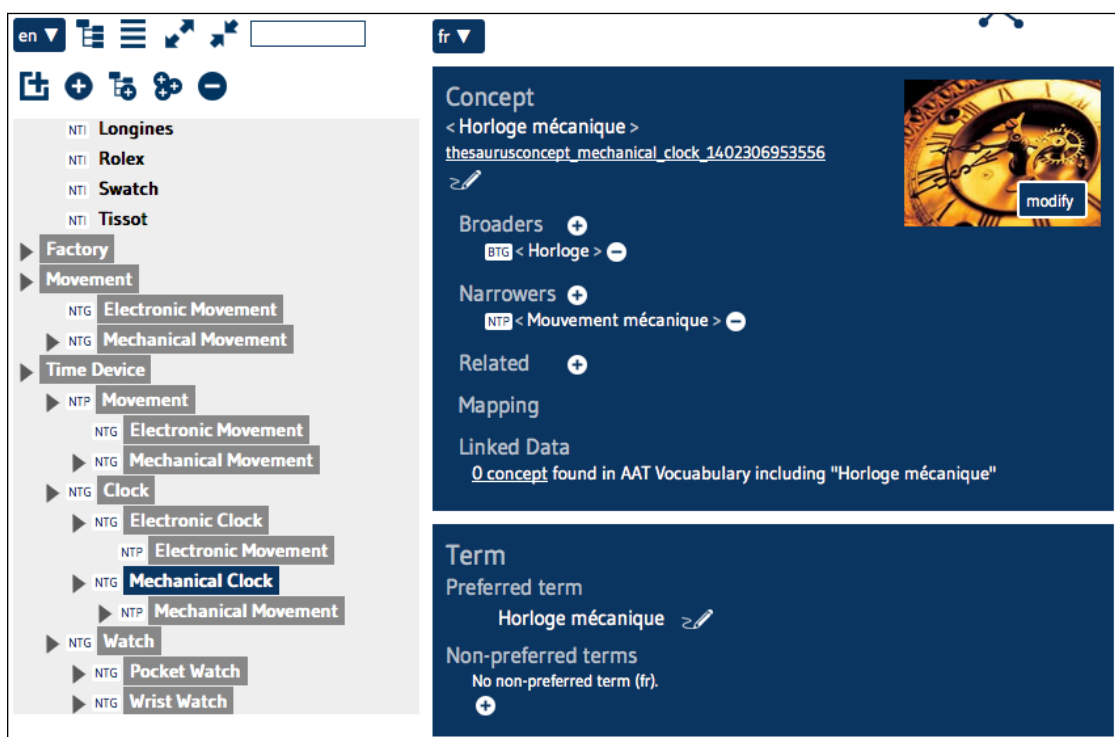 en ▼
NTI Longines
NTI Rolex
NTI Swatch
NTI Tissot
Factory
Movement
NTG Electronic Movement
NTG Mechanical Movement
Time Device
NTP Movement
NTG Electronic Movement
NTG Mechanical Movement
NTG Clock
NTG Electronic Clock
NTP Electronic Movement
NTG Mechanical Clock
NTP Mechanical Movement
NTG Watch
NTG Pocket Watch
NTG Wrist Watch
fr ▼
Concept
< Horloge mécanique >
thesaurusconcept_mechanical_clock_1402306953556
modify
Broaders
BTG < Horloge >
Narrowers
NTP < Mouvement mécanique >
Related
Mapping
Linked Data
0 concept found in AAT Vocuabulary including "Horloge mécanique"
Term
Preferred term
Horloge mécanique
Non-preferred terms
No non-preferred term (fr).